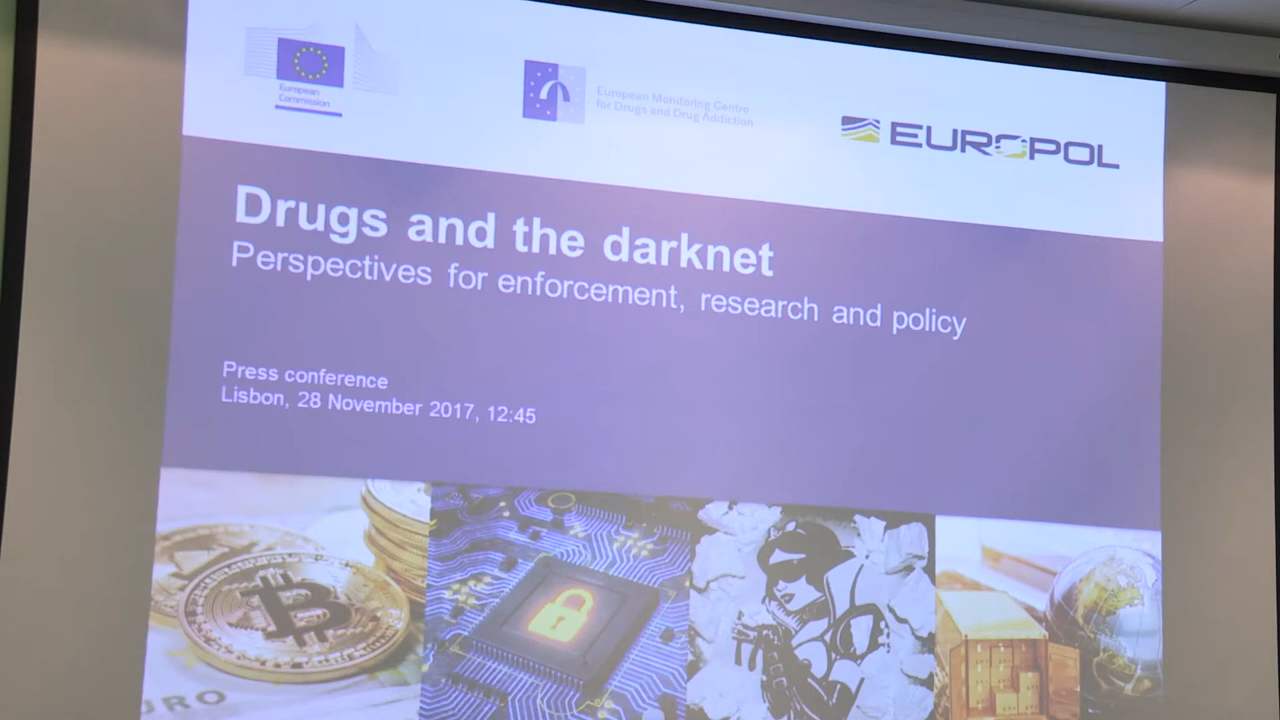 European
Commission
European Monitoring Centre
for Drugs and Drug Addiction
EUROPOL
Drugs and the darknet
Perspectives for enforcement, research and policy
Press conference
Lisbon, 28 November 2017, 12:45
URO